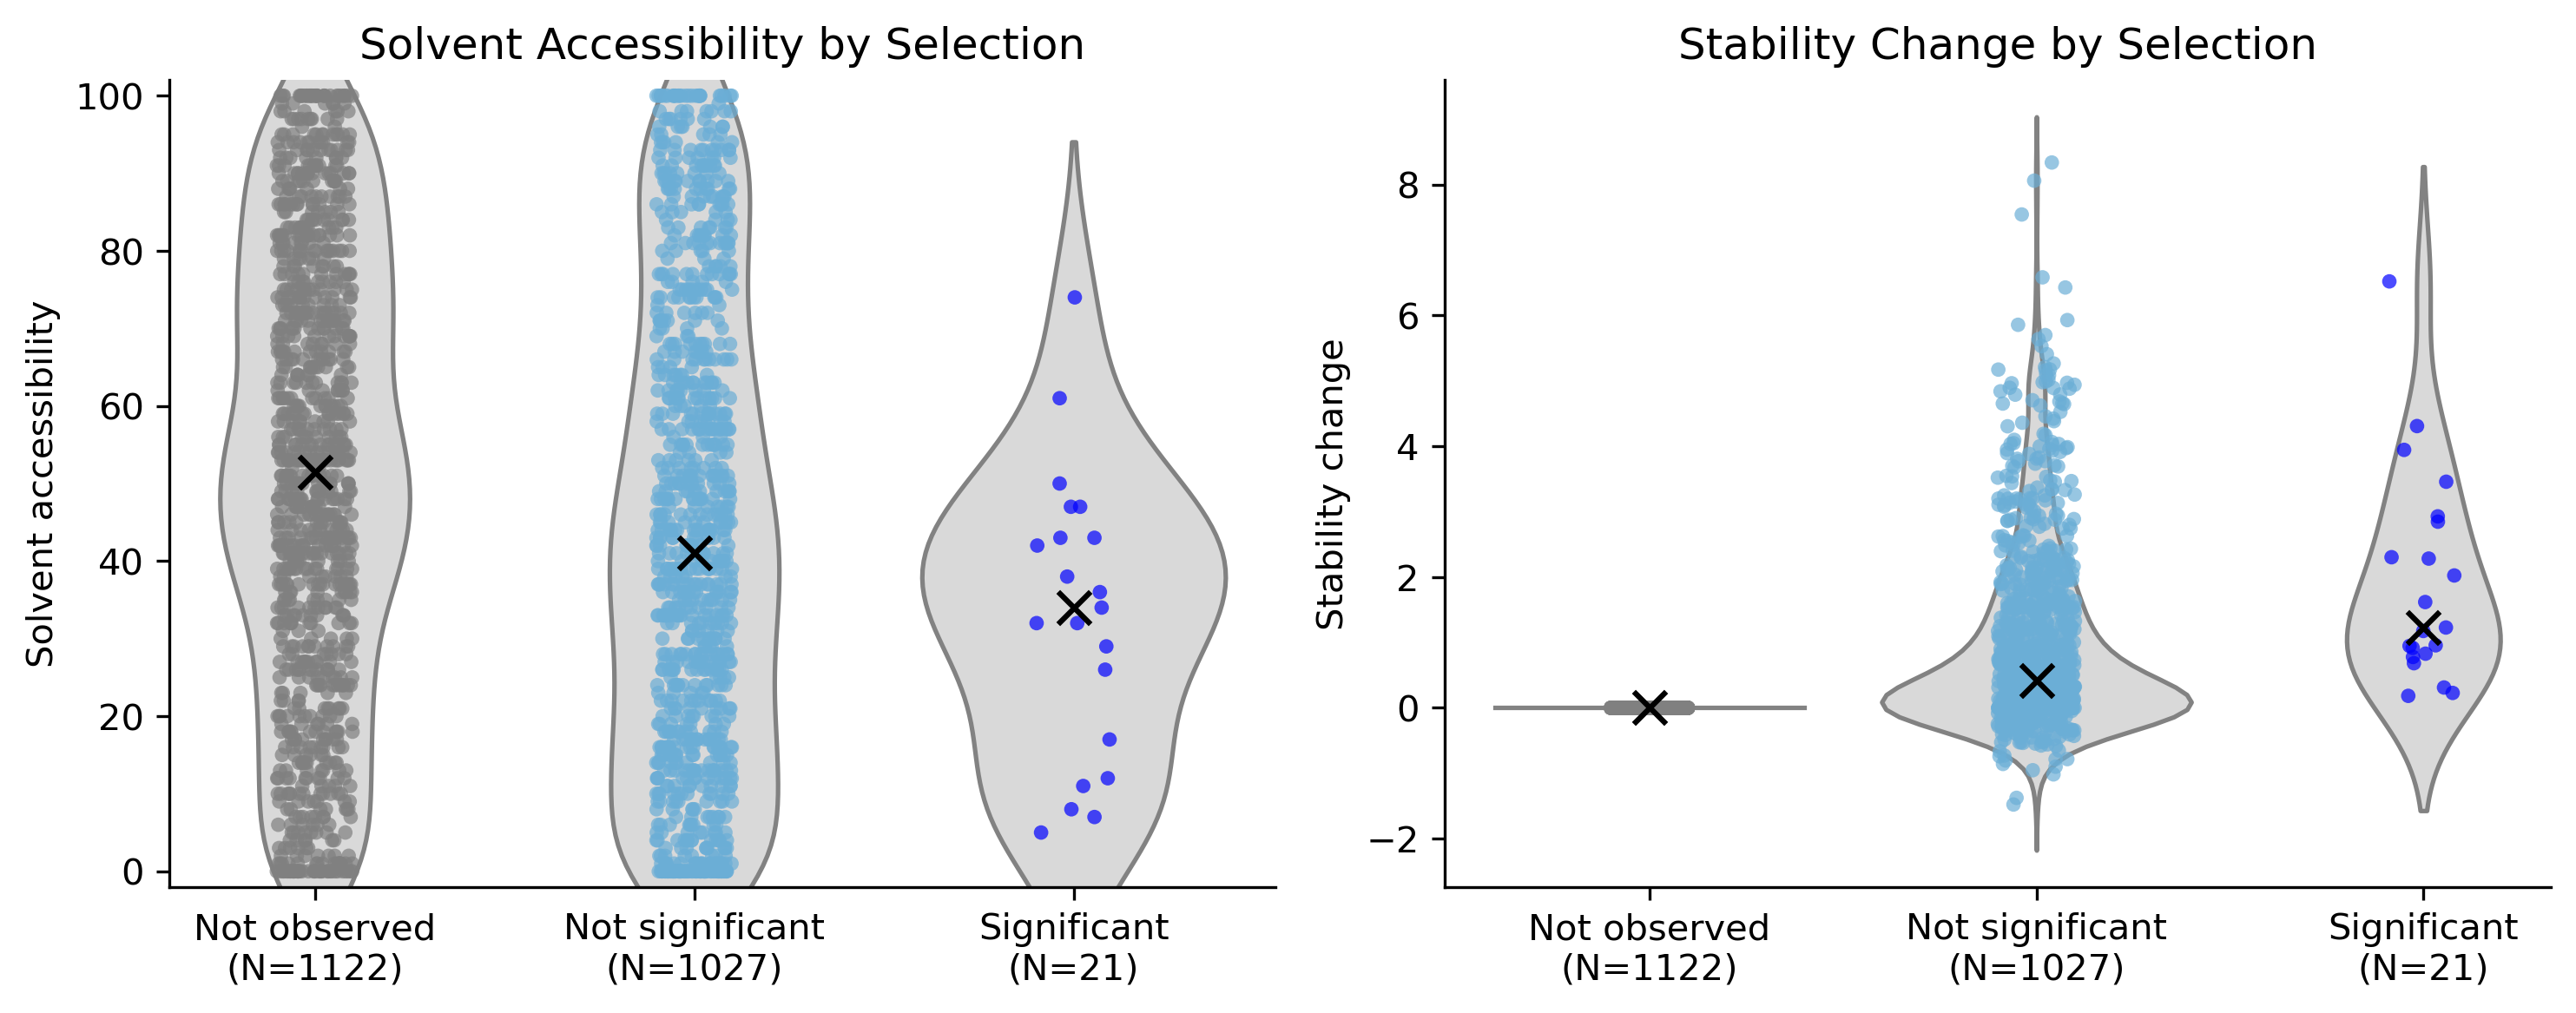 Solvent Accessibility by Selection
Solvent accessibility
100
80
60
40
20
0
Not observed
(N=1122)
Not significant
(N=1027)
Significant
(N=21)
Stability Change by Selection
Stability change
8
6
4
2
0
−2
Not observed
(N=1122)
Not significant
(N=1027)
Significant
(N=21)